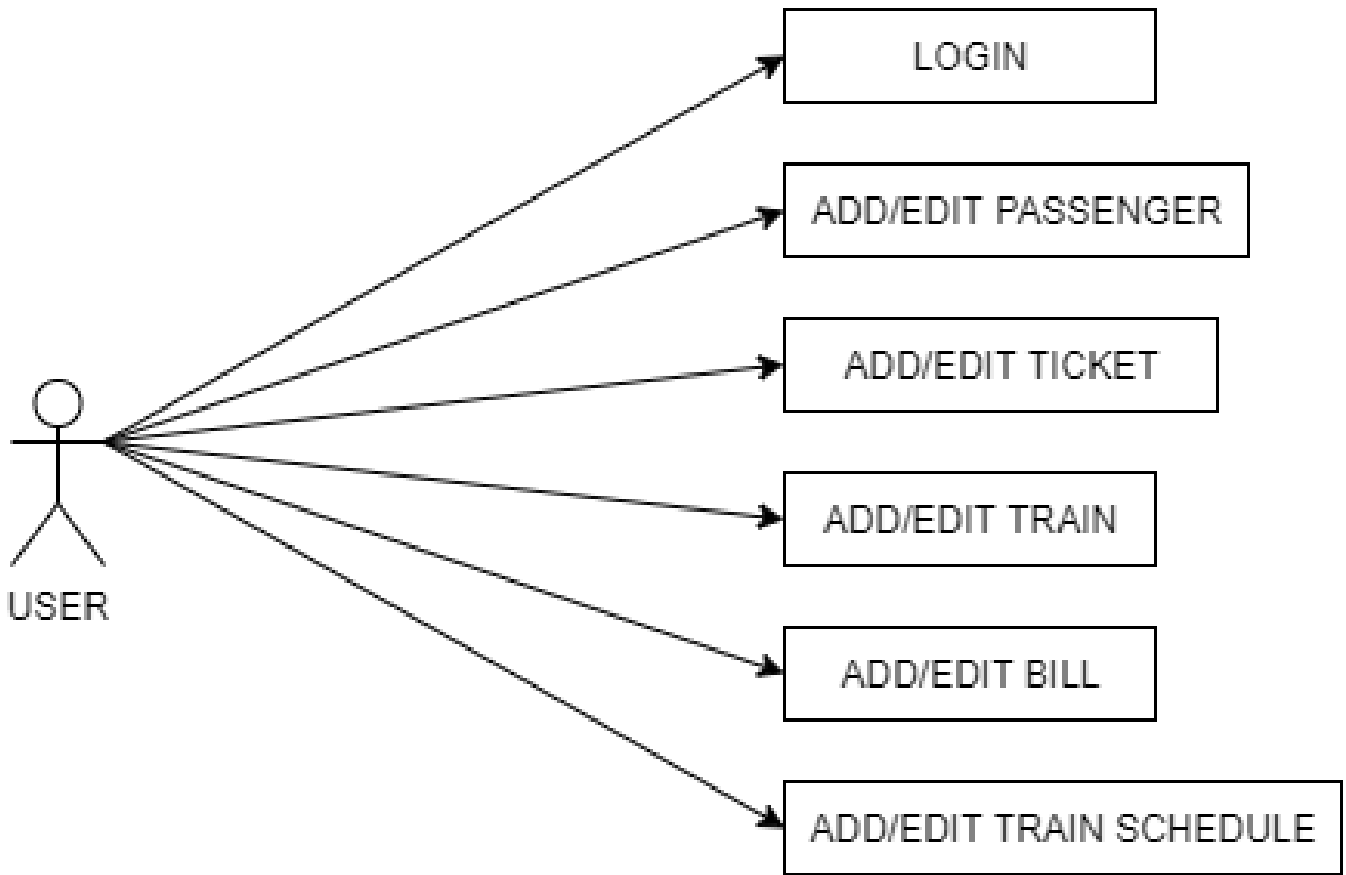 LOGIN
ADD/EDIT PASSENGER
ADD/EDIT TICKET
ADD/EDIT TRAIN
USER
ADD/EDIT BILL
ADD/EDIT TRAIN SCHEDULE